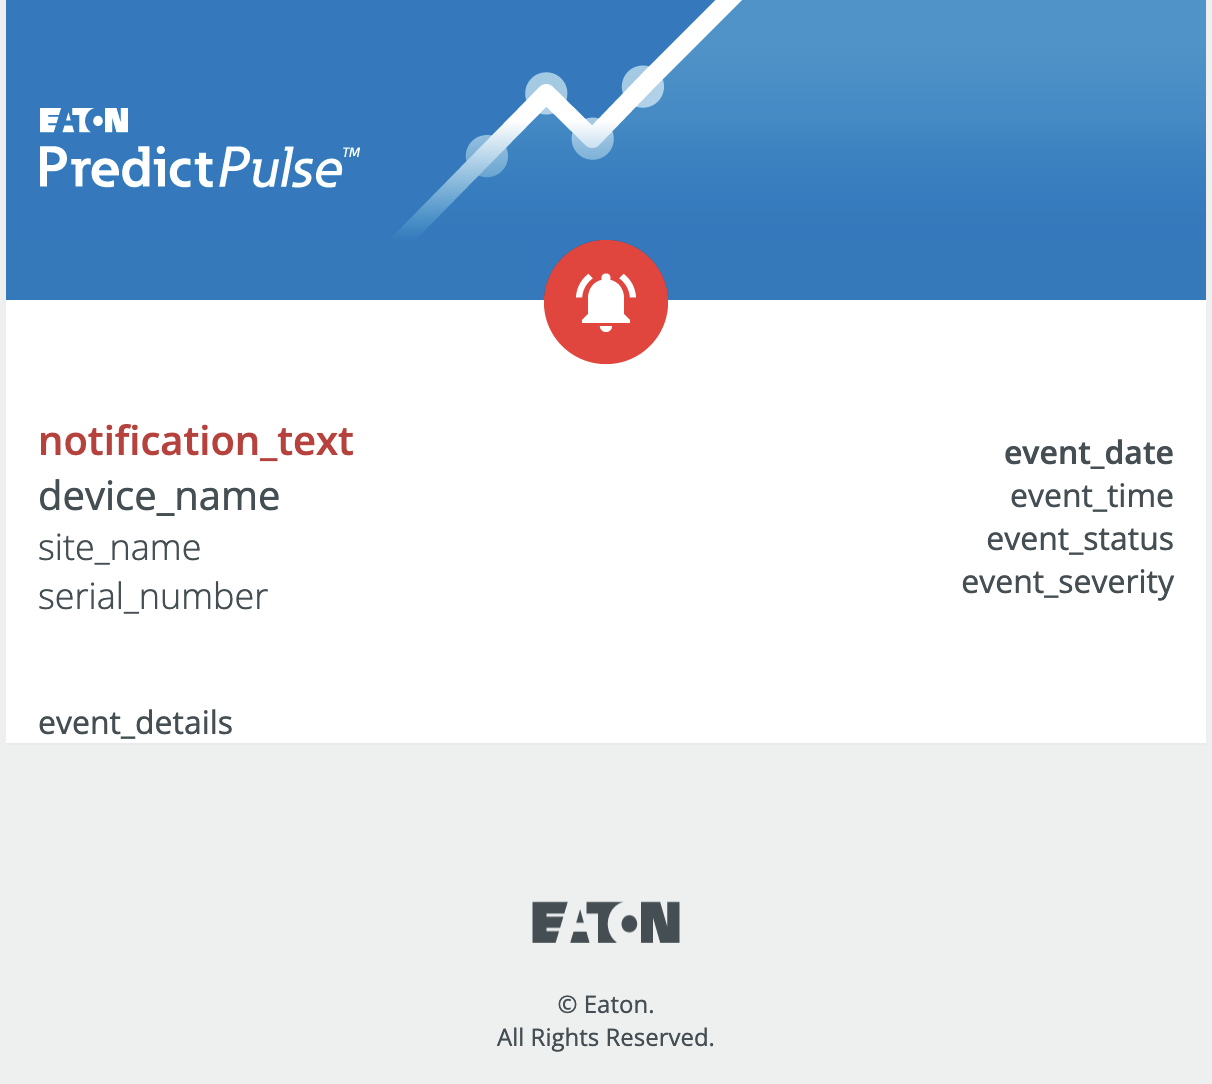 EATON
PredictPulse™
notification_text
device_name
site_name
serial_number
event_date
event_time
event_status
event_severity
event_details
EATON
© Eaton.
All Rights Reserved.